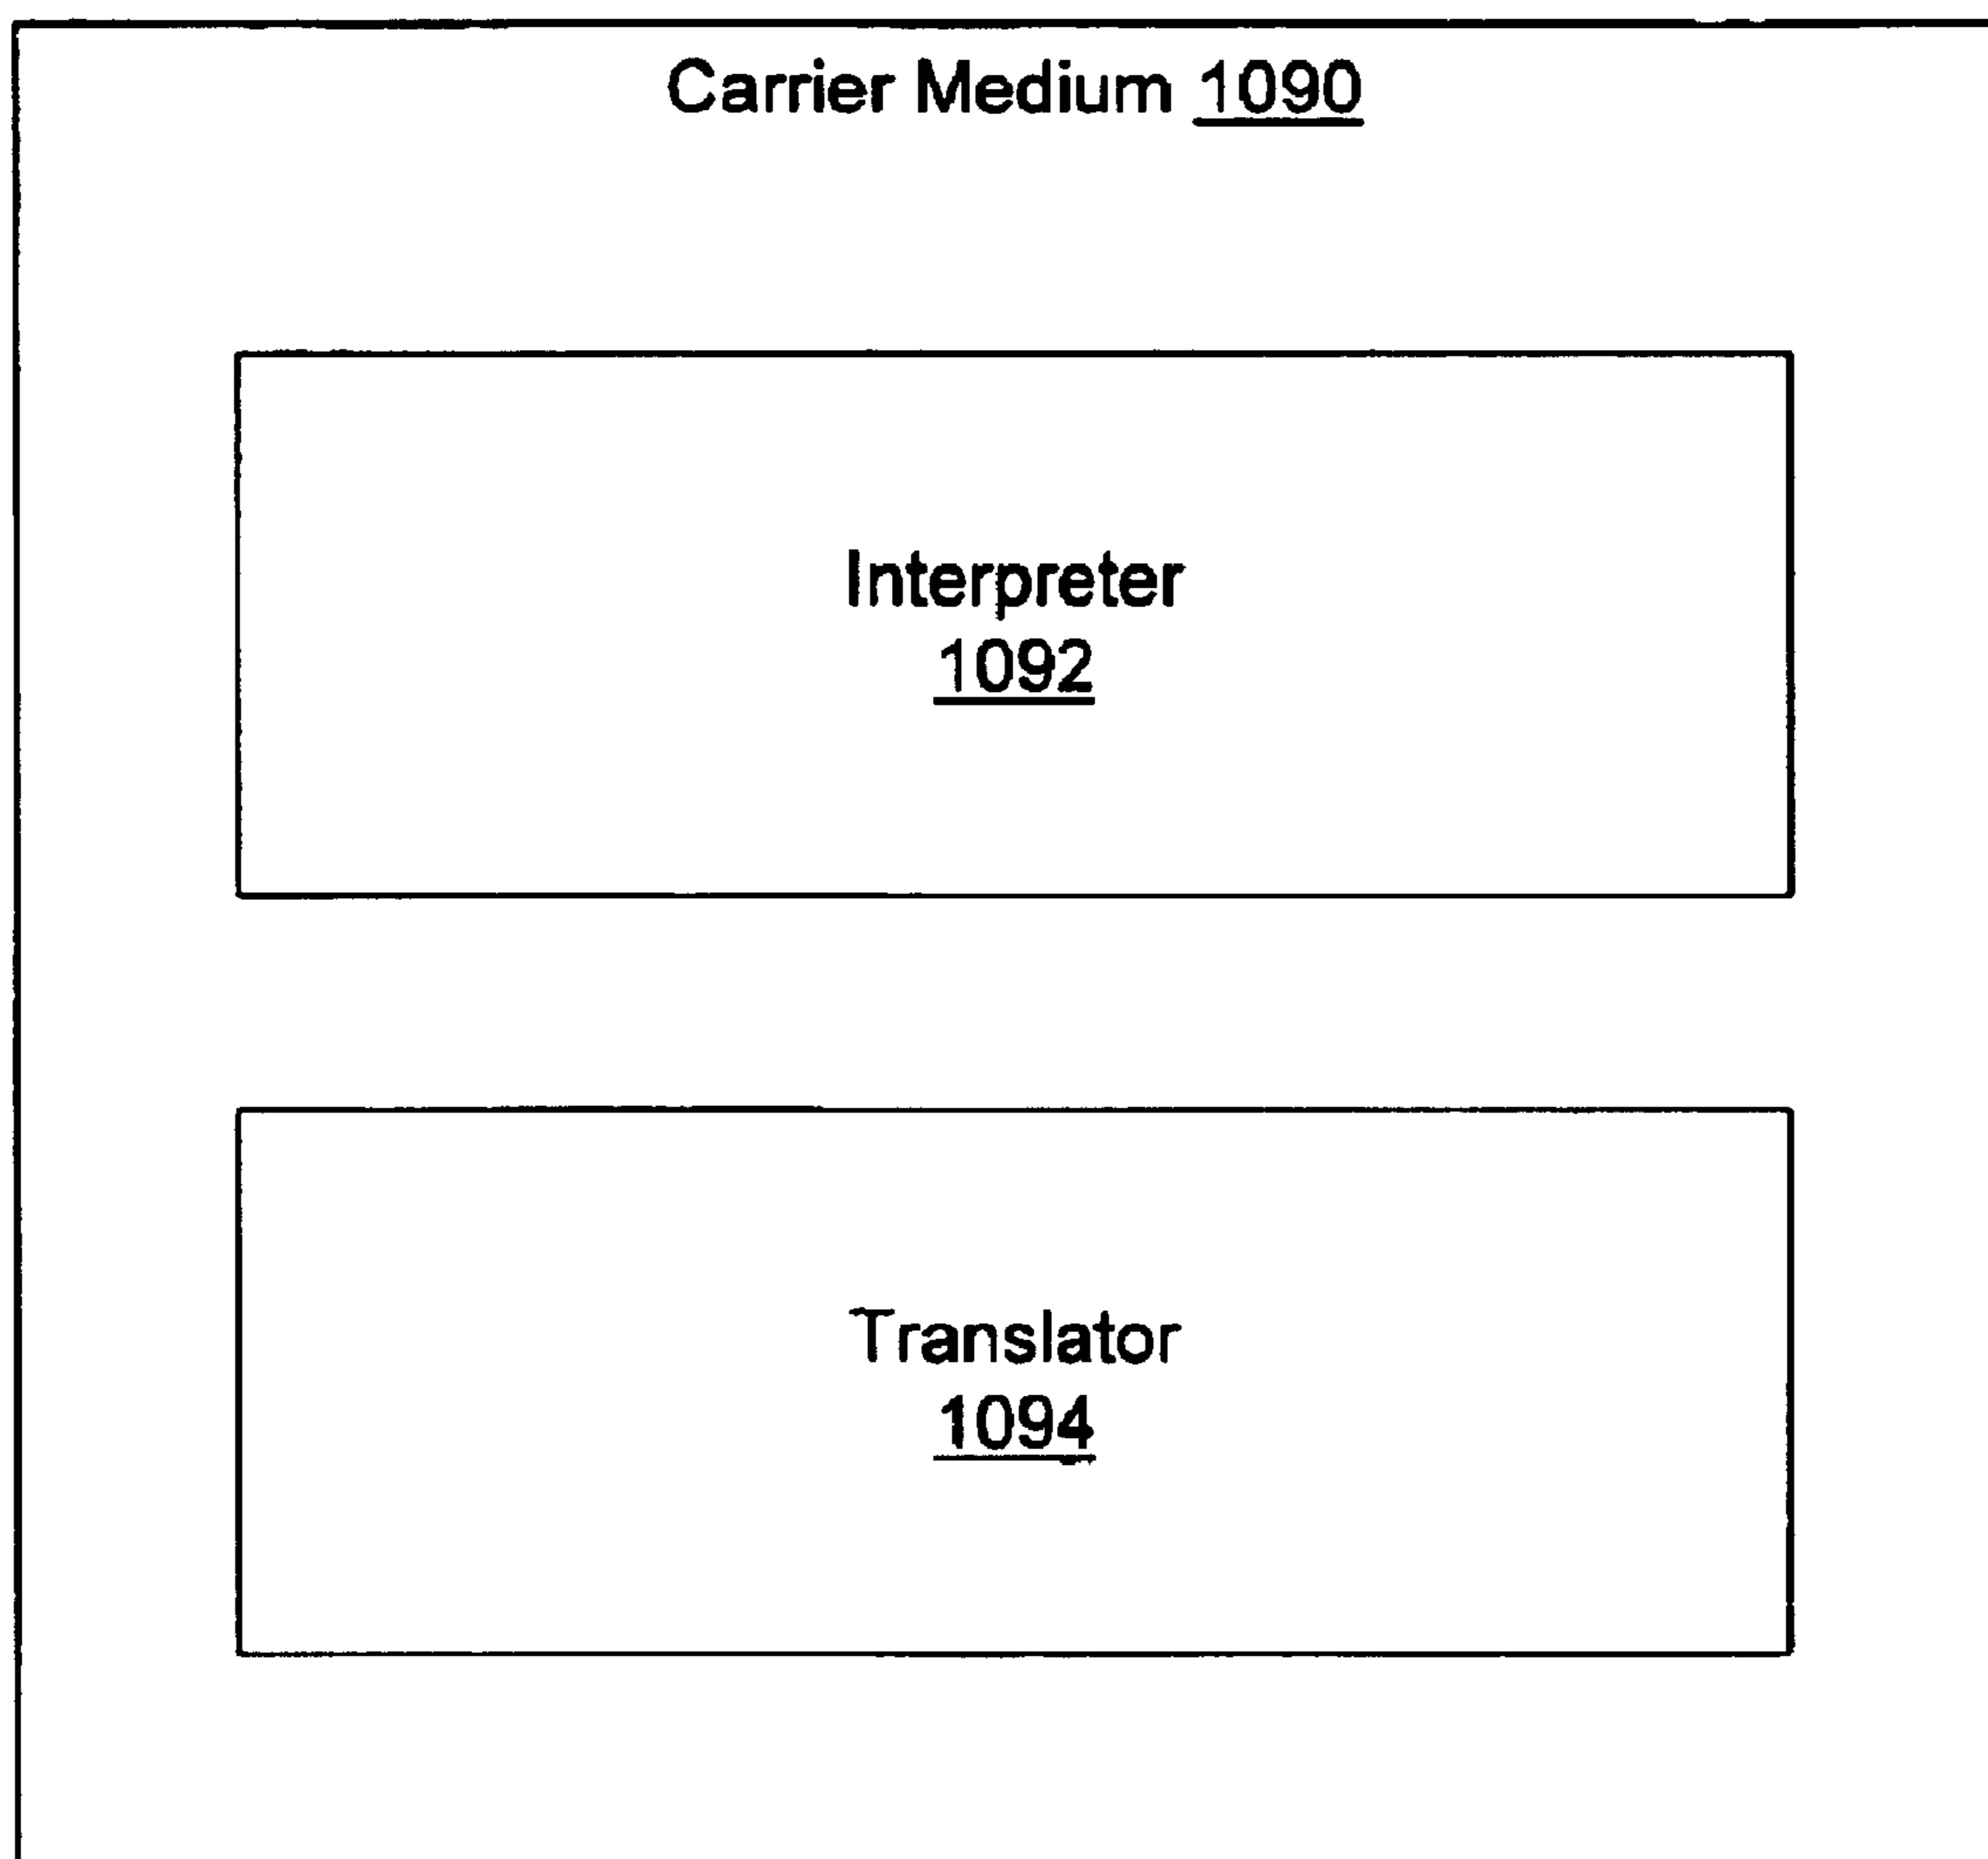 Carrier Medium 1090
Interpreter
1092
Translator
1094